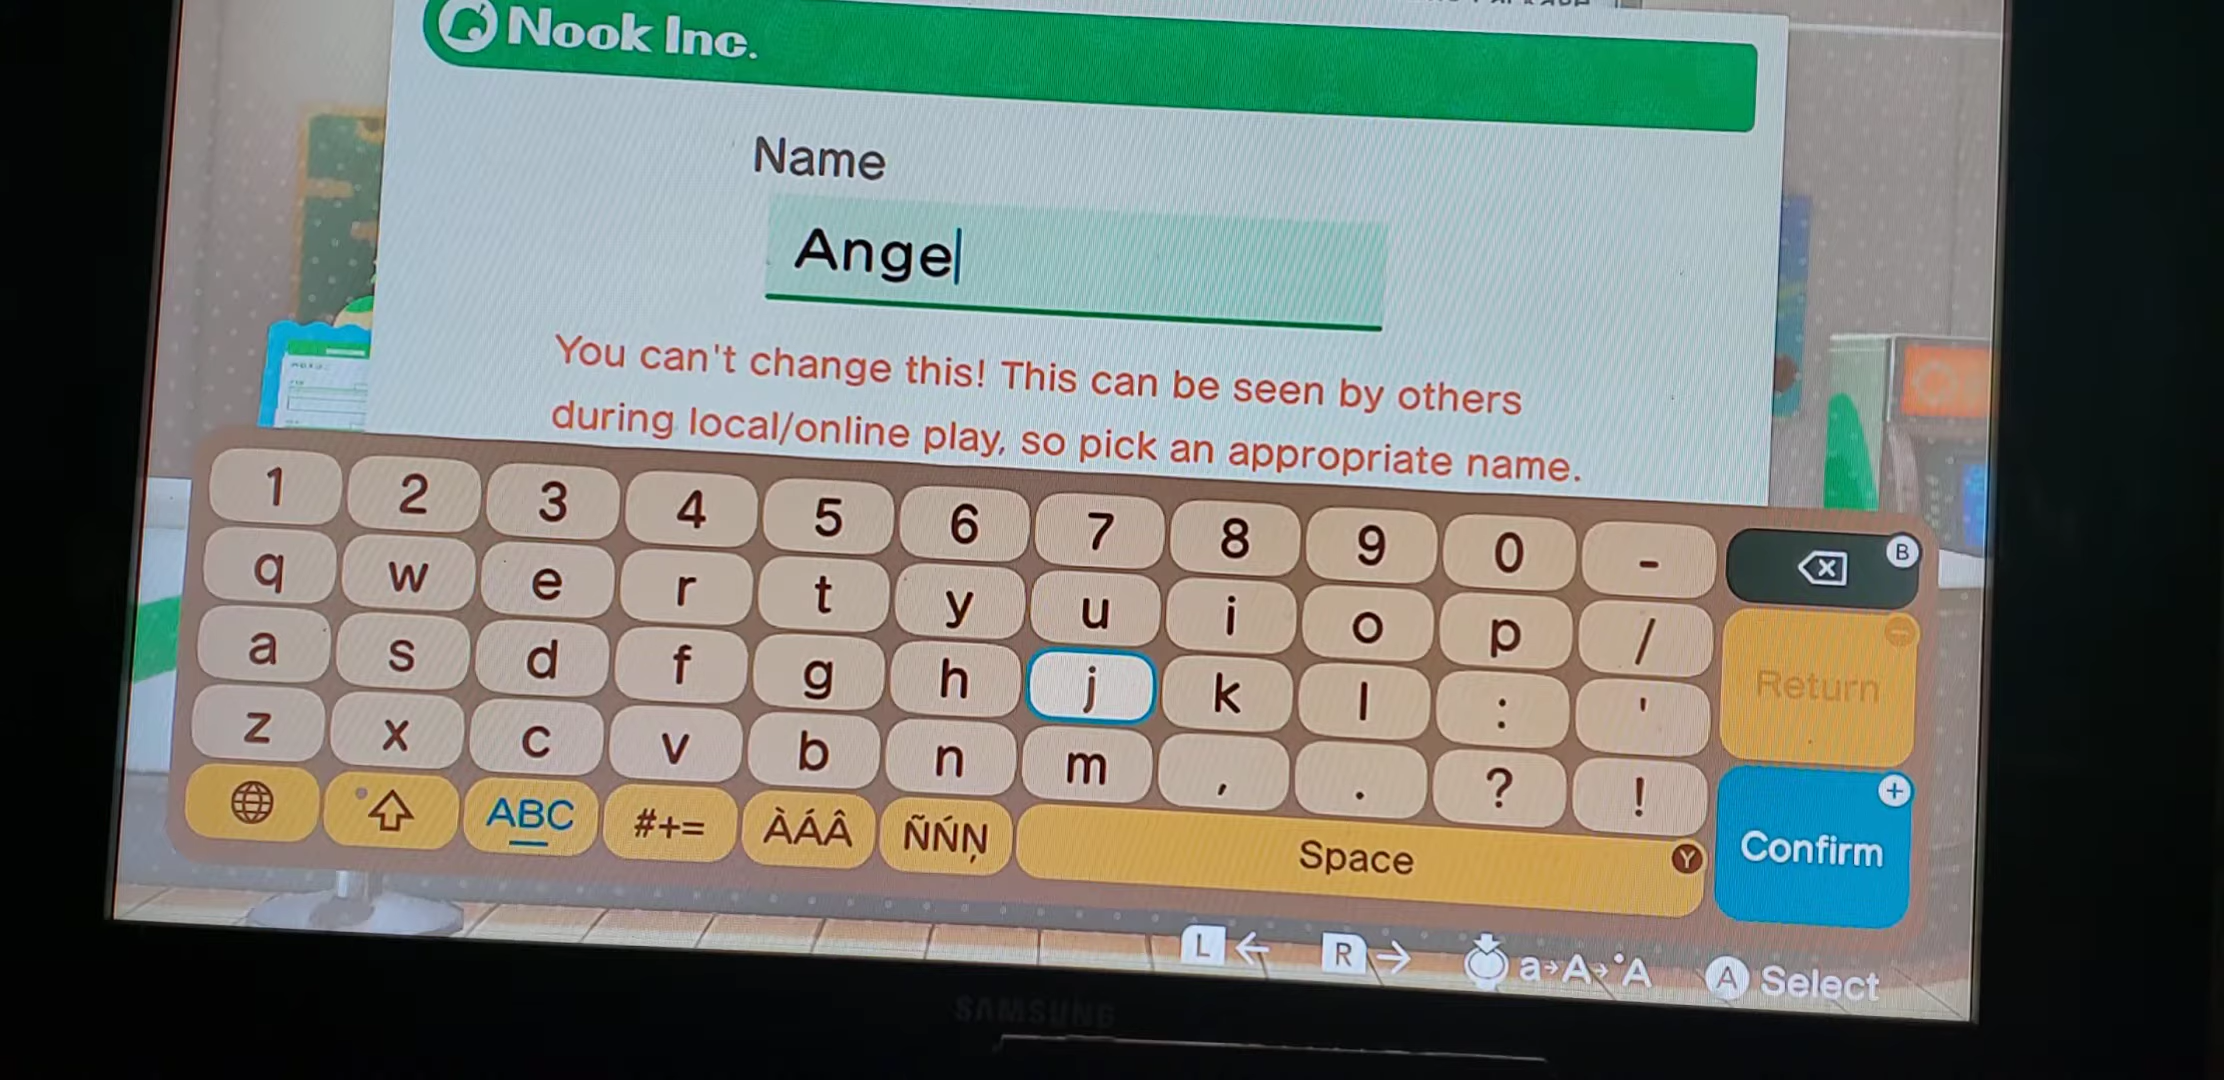 Nook Inc.
Name
Ange
You can't change this! This can be seen by others
during local/online play, so pick an appropriate name.
1 2 3 4 5 6 7 8 9 0 -
B
q w e r t y u i o p /
Return
a s d f g h j k l : '
z x c v b n m , . ? !
+
ABC #+= ÀÁÂ ÑŃŅ Space Y
Confirm
L ← R → a→A→A A Select
SAMSUNG